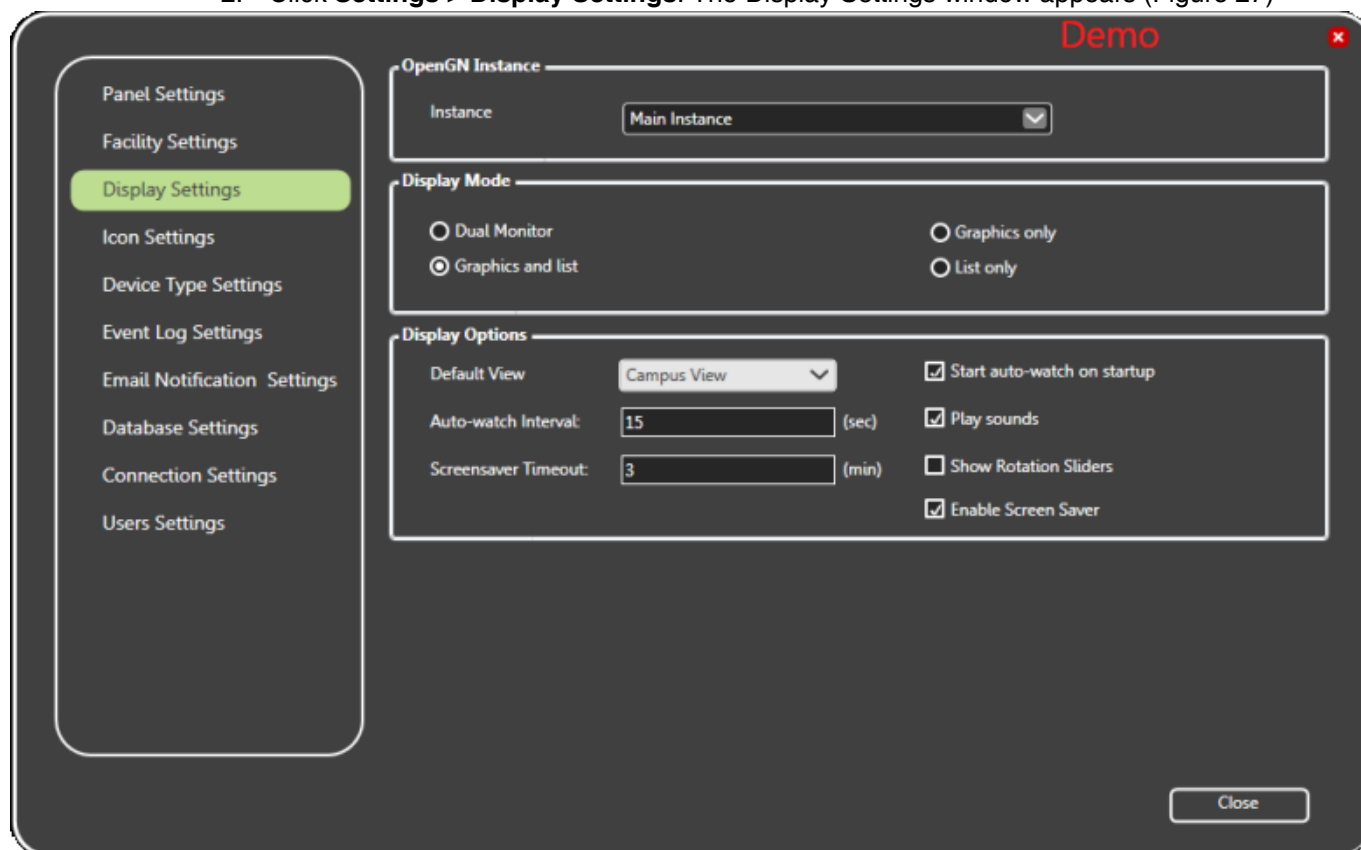 2. Click Settings > Display Settings. The Display Settings window appears (Figure 27)
Demo
Panel Settings
Facility Settings
Display Settings
Icon Settings
Device Type Settings
Event Log Settings
Email Notification Settings
Database Settings
Connection Settings
Users Settings
OpenGN Instance
Instance
Main Instance
Display Mode
Dual Monitor
Graphics only
Graphics and list
List only
Display Options
Default View
Campus View
Start auto-watch on startup
Auto-watch Interval:
15
(sec)
Play sounds
Screensaver Timeout:
3
(min)
Show Rotation Sliders
Enable Screen Saver
Close